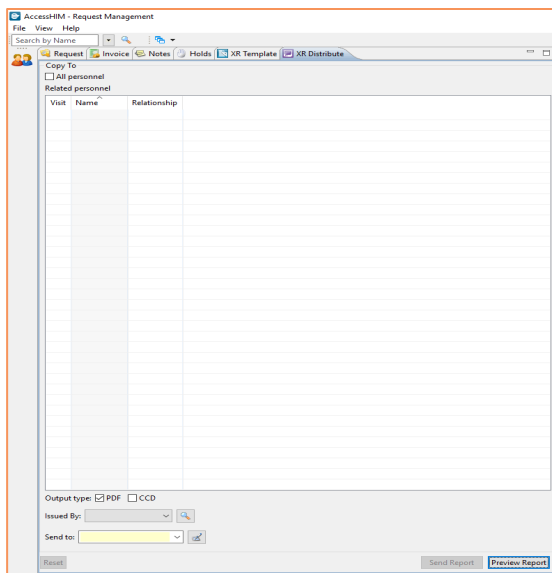 AccessHIM - Request Management
File View Help
Search by Name
Request Invoice Notes Holds XR Template XR Distribute
Copy To
All personnel
Related personnel
Visit Name Relationship
Output type: PDF CCD
Issued By:
Send to:
Reset Send Report Preview Report